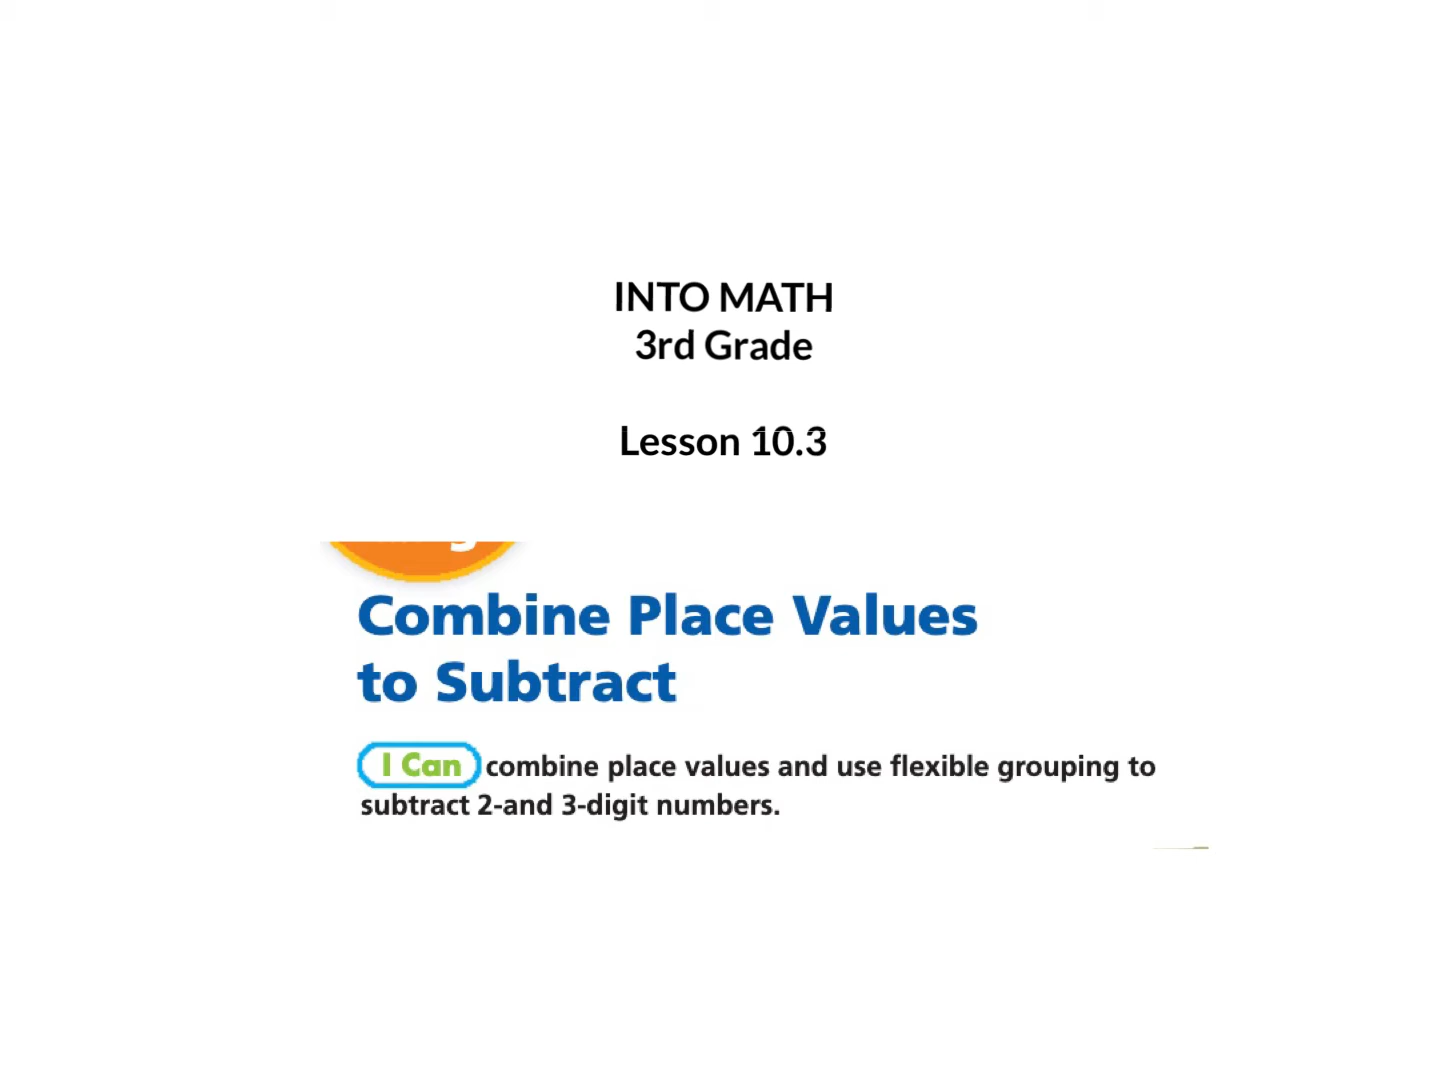 INTO MATH
3rd Grade
Lesson 10.3
Combine Place Values
to Subtract
I Can combine place values and use flexible grouping to
subtract 2-and 3-digit numbers.